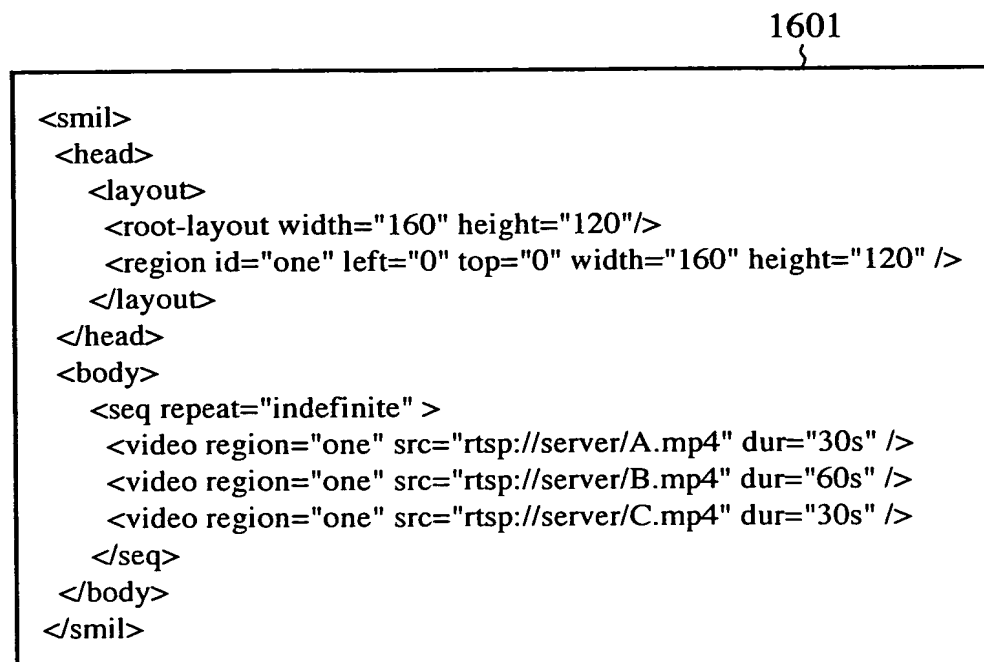 1601
<smil>
<head>
<layout>
<root-layout width="160" height="120"/>
<region id="one" left="0" top="0" width="160" height="120" />
</layout>
</head>
<body>
<seq repeat="indefinite" >
<video region="one" src="rtsp://server/A.mp4" dur="30s" />
<video region="one" src="rtsp://server/B.mp4" dur="60s" />
<video region="one" src="rtsp://server/C.mp4" dur="30s" />
</seq>
</body>
</smil>